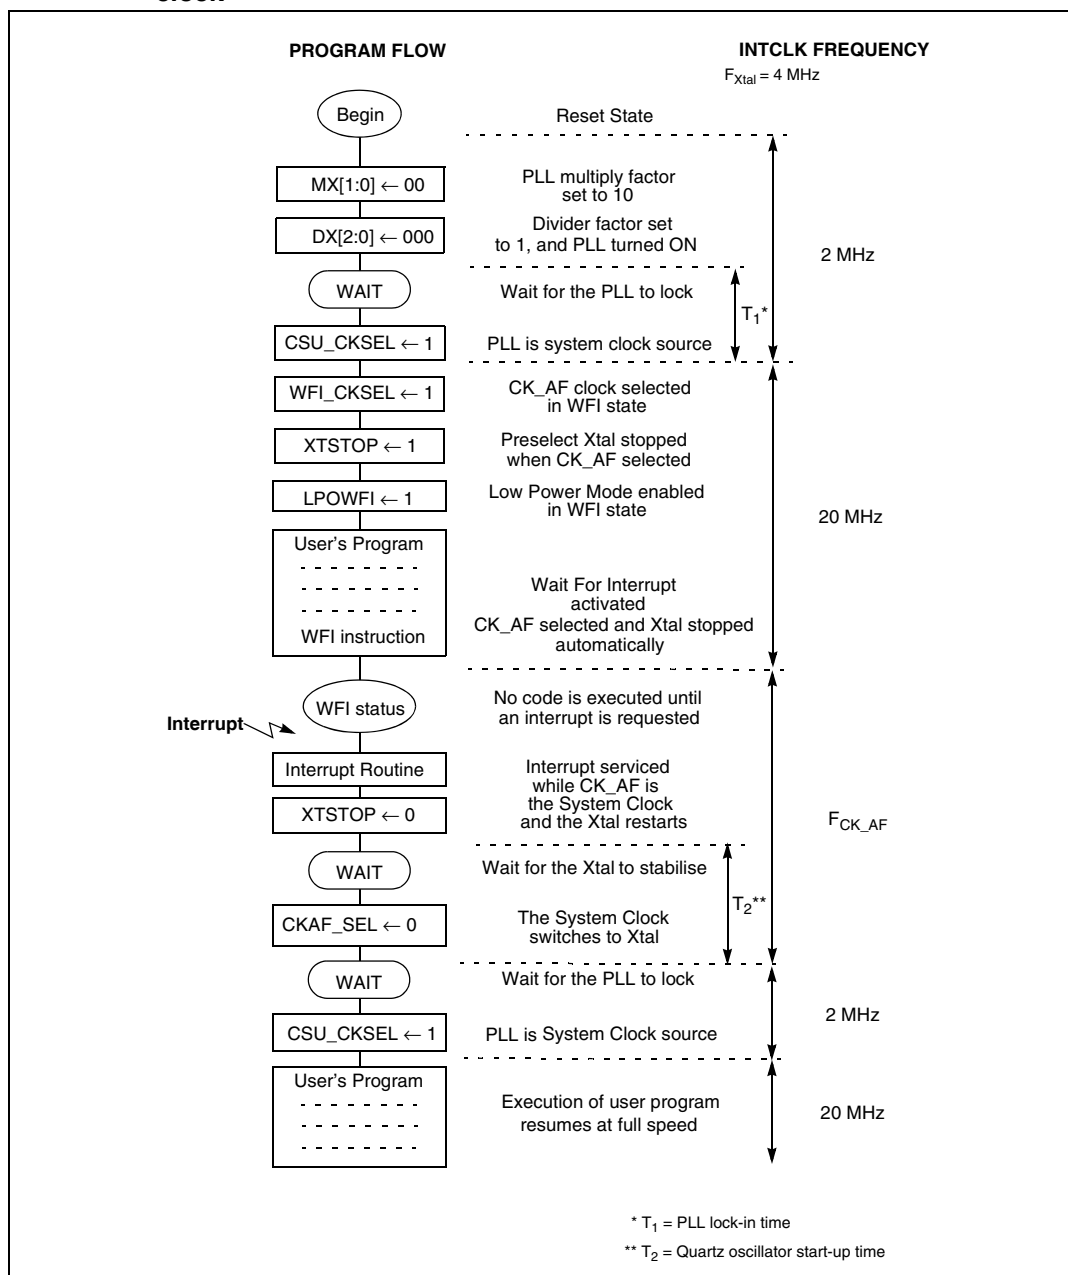 PROGRAM FLOW
INTCLK FREQUENCY
F_Xtal = 4 MHz
Begin
Reset State
MX[1:0] ← 00
PLL multiply factor
set to 10
DX[2:0] ← 000
Divider factor set
to 1, and PLL turned ON
2 MHz
WAIT
Wait for the PLL to lock
T1*
CSU_CKSEL ← 1
PLL is system clock source
WFI_CKSEL ← 1
CK_AF clock selected
in WFI state
XTSTOP ← 1
Preselect Xtal stopped
when CK_AF selected
LPOWFI ← 1
Low Power Mode enabled
in WFI state
20 MHz
User's Program
WFI instruction
Wait For Interrupt
activated
CK_AF selected and Xtal stopped
automatically
WFI status
No code is executed until
an interrupt is requested
Interrupt
Interrupt Routine
Interrupt serviced
while CK_AF is
the System Clock
and the Xtal restarts
XTSTOP ← 0
F_CK_AF
WAIT
Wait for the Xtal to stabilise
T2**
CKAF_SEL ← 0
The System Clock
switches to Xtal
WAIT
Wait for the PLL to lock
2 MHz
CSU_CKSEL ← 1
PLL is System Clock source
User's Program
Execution of user program
resumes at full speed
20 MHz
* T1 = PLL lock-in time
** T2 = Quartz oscillator start-up time